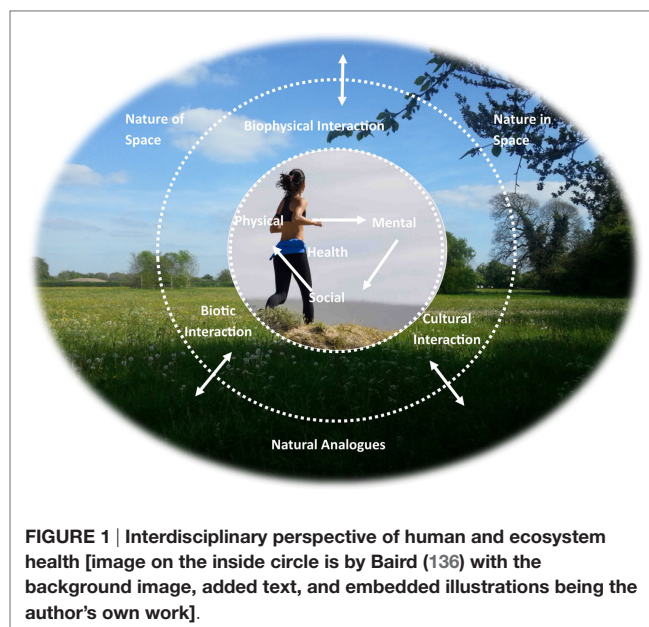 Nature of
Space
Nature in
Space
Biophysical Interaction
Physical
Mental
Health
Social
Biotic
Interaction
Cultural
Interaction
Natural Analogues
FIGURE 1 | Interdisciplinary perspective of human and ecosystem
health [image on the inside circle is by Baird (136) with the
background image, added text, and embedded illustrations being the
author's own work].